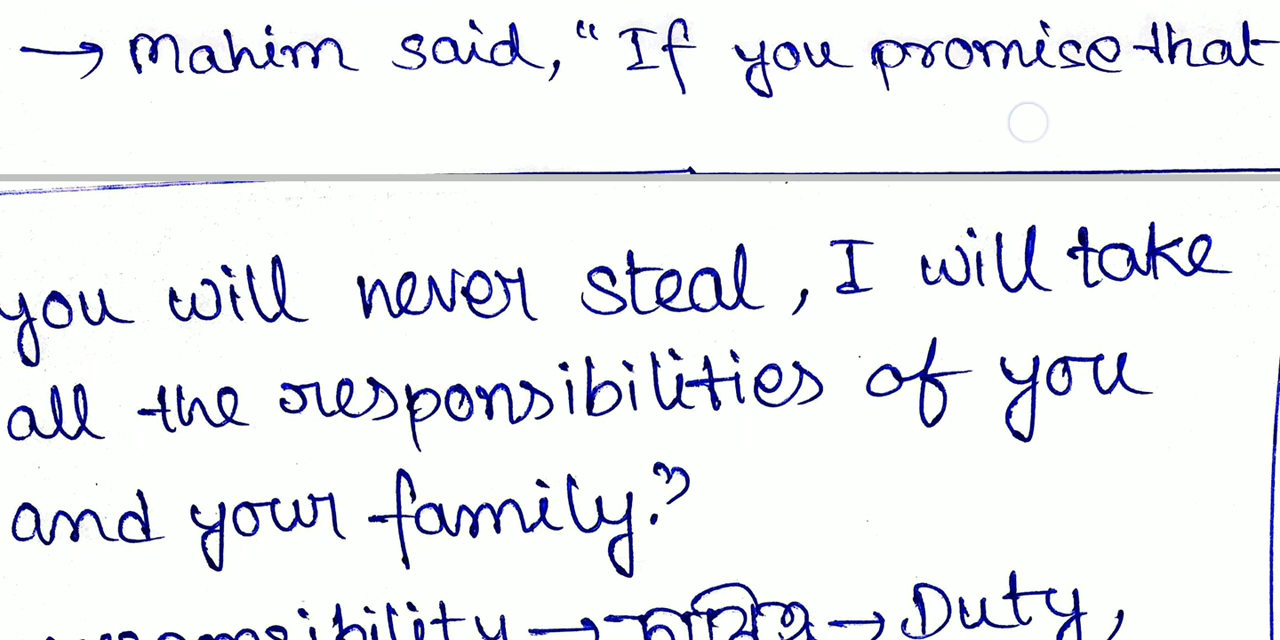 → Mahim said, "If you promise that
you will never steal, I will take
all the responsibilities of you
and your family."
→ → Duty,